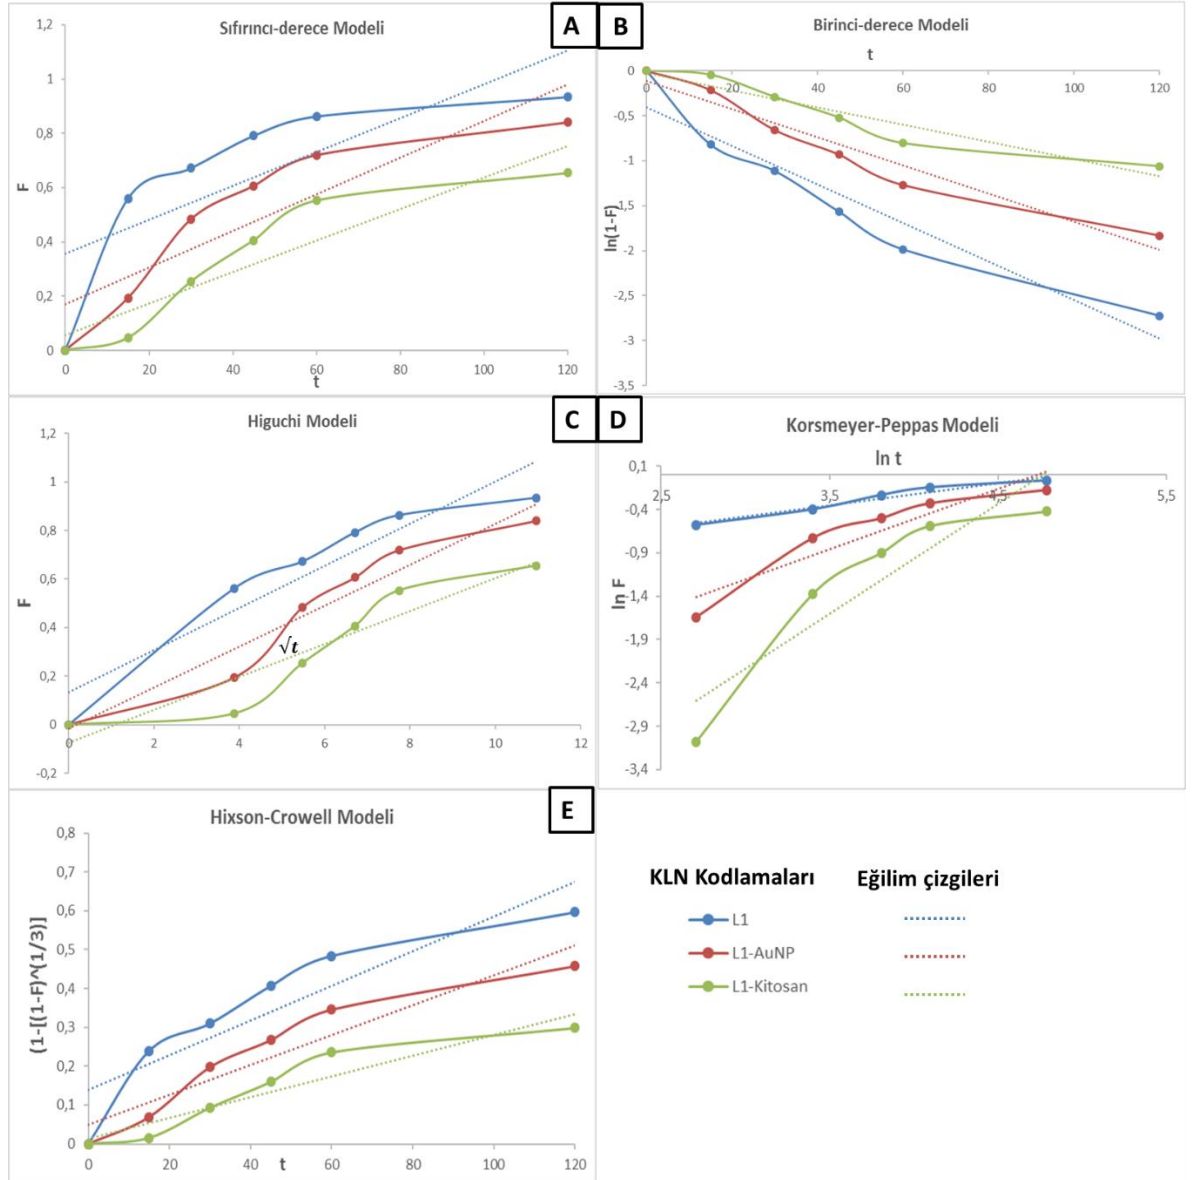 Sıfırıncı-derece Modeli
A
1,2
1
0,8
0,6
0,4
0,2
0
F
0 20 40 60 80 100 120
t
B
Birinci-derece Modeli
t
0 20 40 60 80 100 120
0
-0,5
-1
-1,5
-2
-2,5
-3
-3,5
ln(1-F)
Higuchi Modeli
C
1,2
1
0,8
0,6
0,4
0,2
0
-0,2
F
√t
0 2 4 6 8 10 12
D
Korsmeyer-Peppas Modeli
ln t
0,1
-0,4
-0,9
-1,4
-1,9
-2,4
-2,9
-3,4
ln F
2,5 3,5 4,5 5,5
Hixson-Crowell Modeli
E
0,8
0,7
0,6
0,5
0,4
0,3
0,2
0,1
0
(1-[(1-F)^(1/3)]
0 20 40 60 80 100 120
t
KLN Kodlamaları Eğilim çizgileri
L1
L1-AuNP
L1-Kitosan